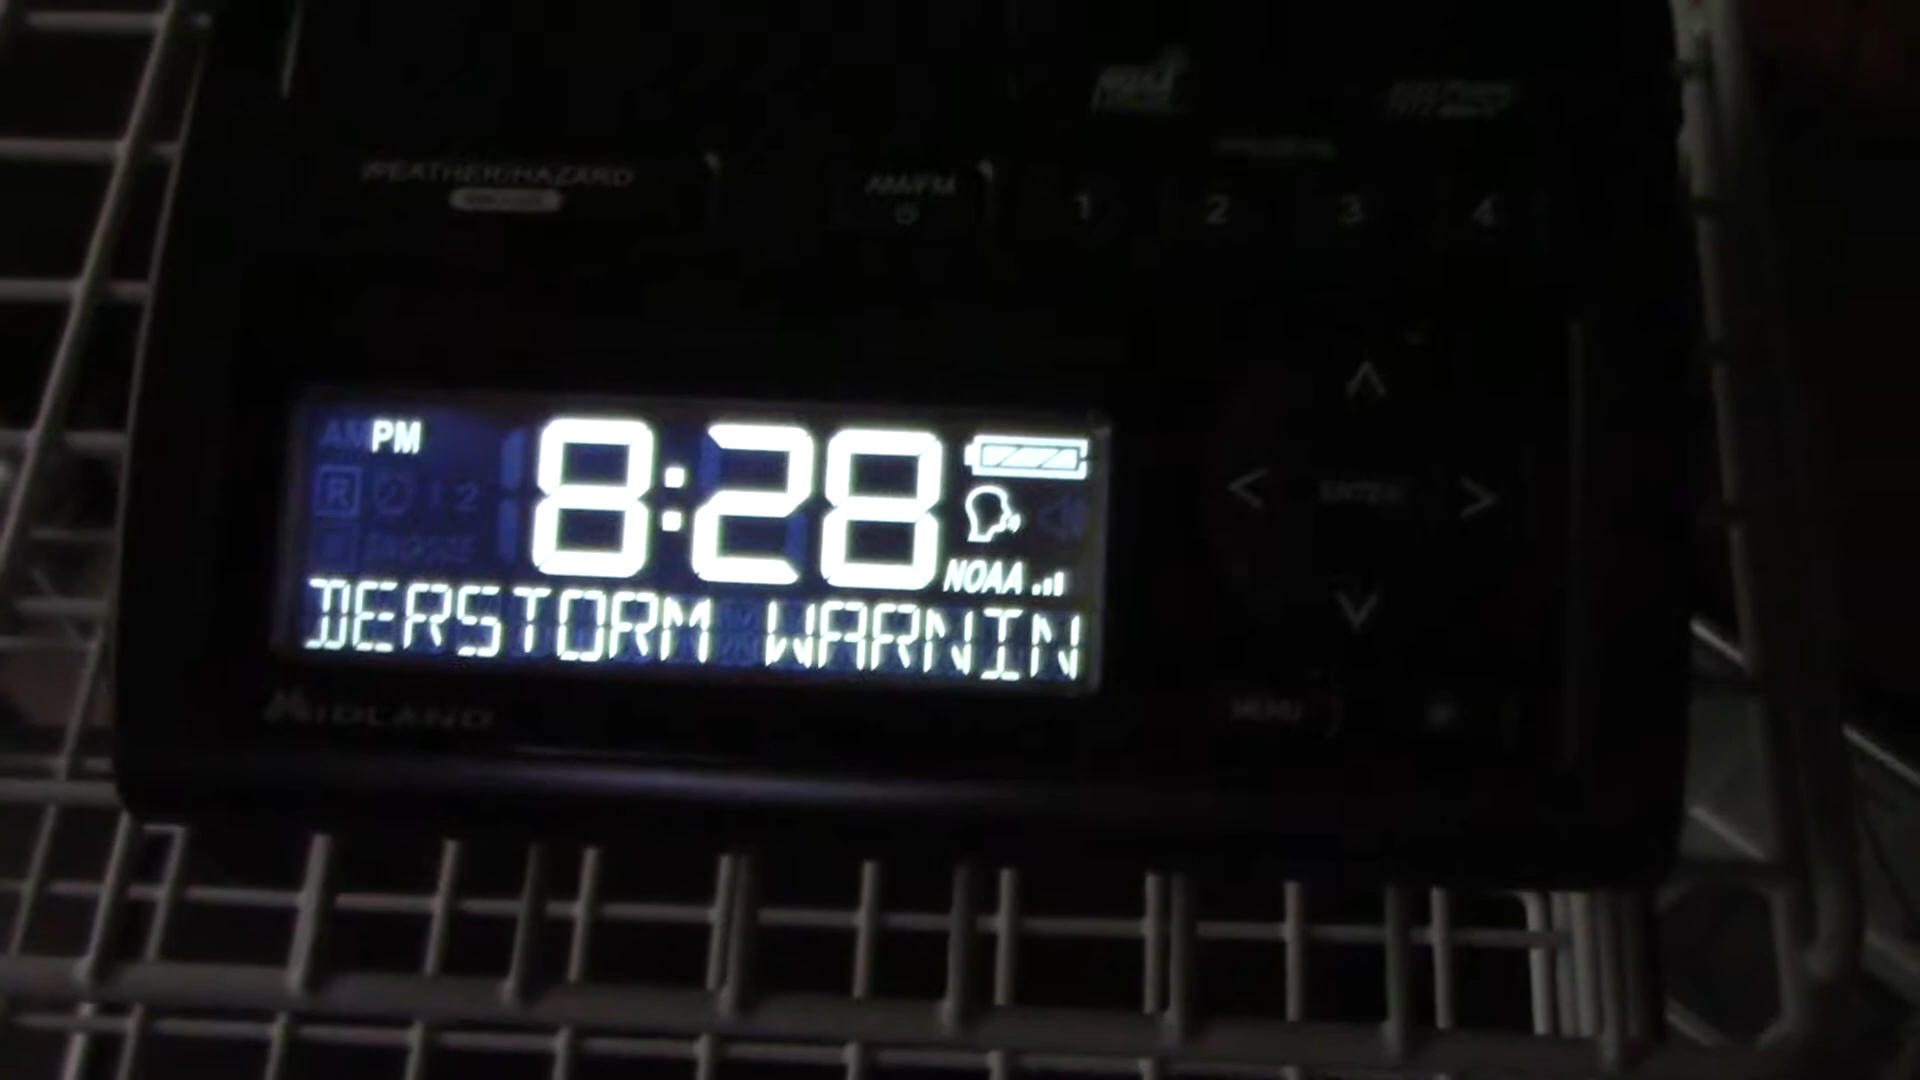 WEATHER/HAZARD
AM/FM
1 2 3 4
AM PM 8:28
R 1 2
SNOOZE
NOAA
DERSTORM WARNIN
MIDLAND
< ENTER >
MENU